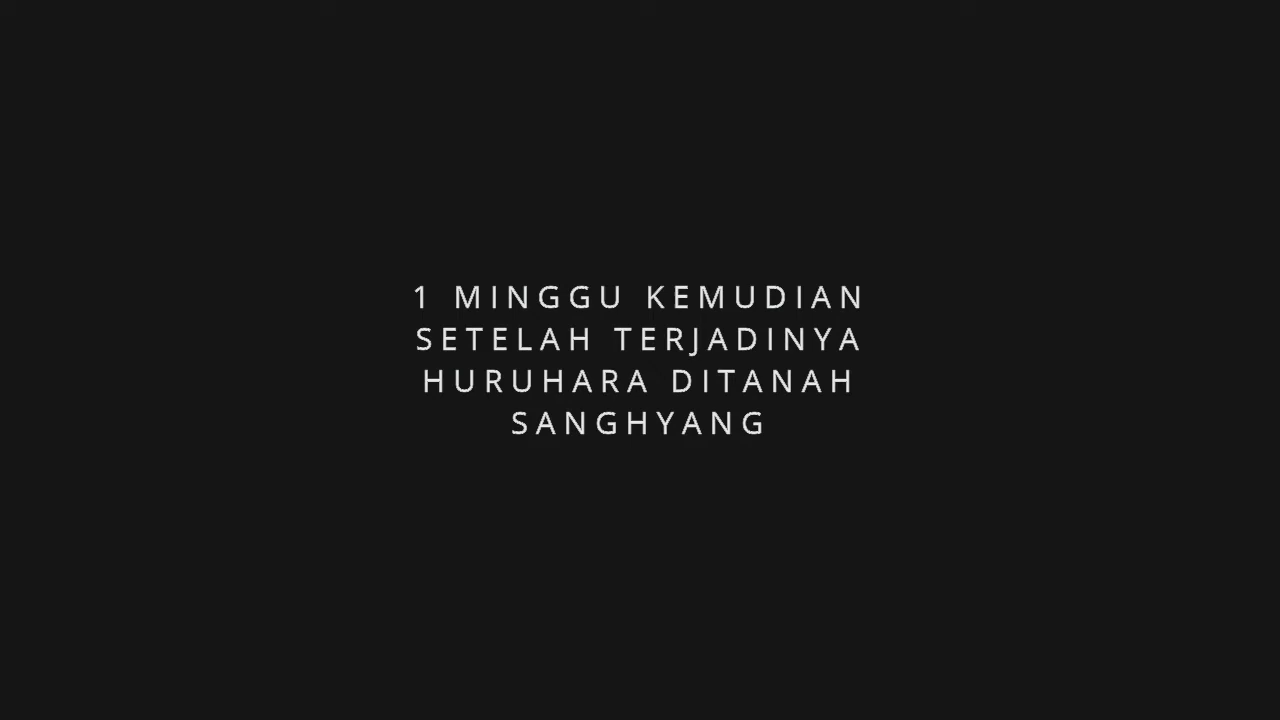 1 MINGGU KEMUDIAN
SETELAH TERJADINYA
HURUHARA DITANAH
SANGHYANG